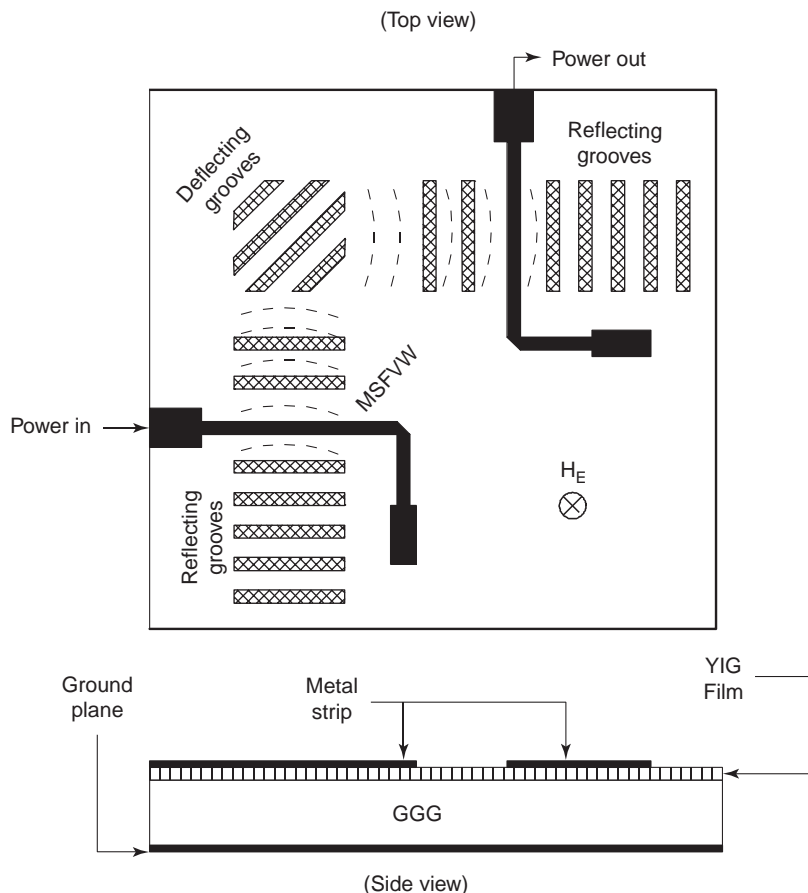 (Top view)
Power out
Reflecting
grooves
Deflecting
grooves
MSFVW
Power in
H_E
Reflecting
grooves
Ground
plane
Metal
strip
YIG
Film
GGG
(Side view)